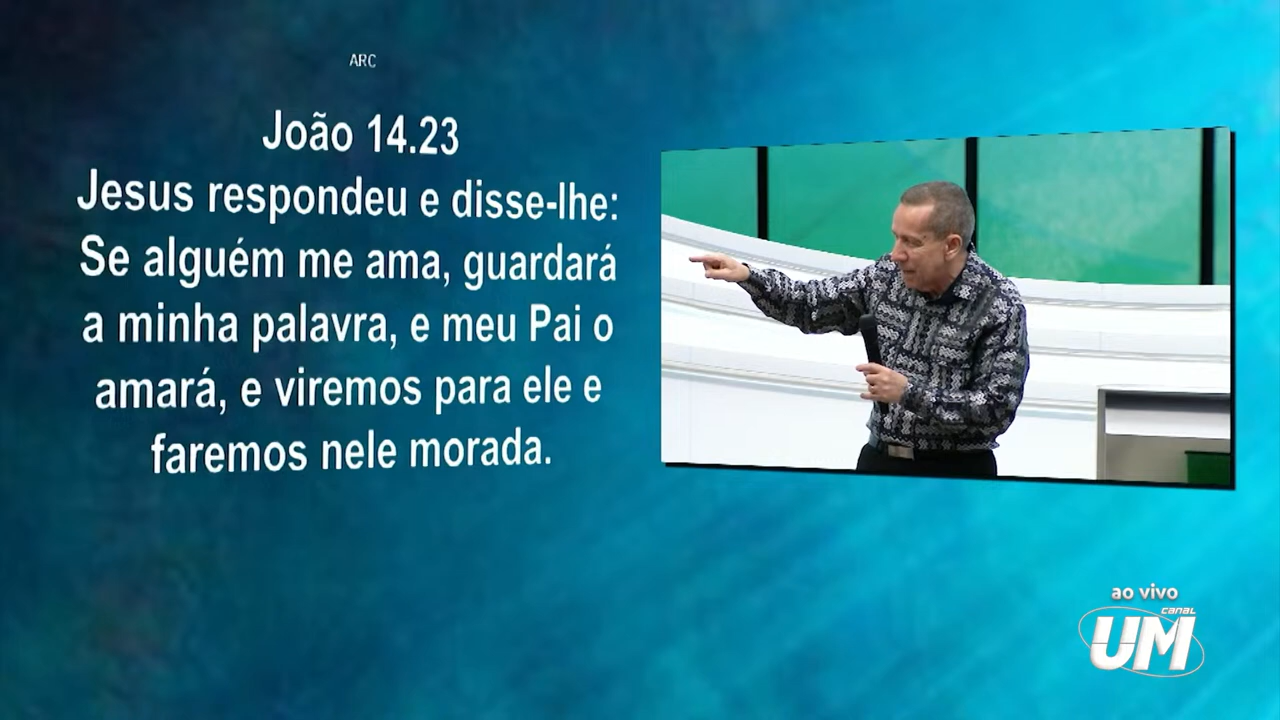 ARC
João 14.23
Jesus respondeu e disse-lhe:
Se alguém me ama, guardará
a minha palavra, e meu Pai o
amará, e viremos para ele e
faremos nele morada.
ao vivo
canal
UM